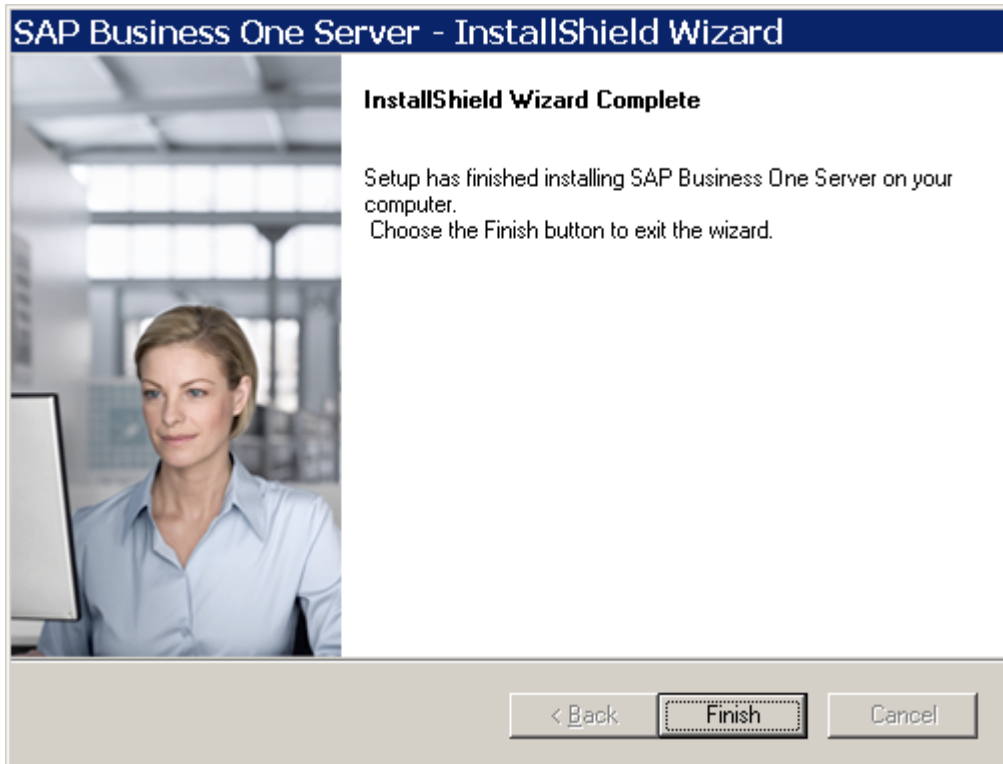 SAP Business One Server - InstallShield Wizard
InstallShield Wizard Complete
Setup has finished installing SAP Business One Server on your
computer.
Choose the Finish button to exit the wizard.
< Back
Finish
Cancel